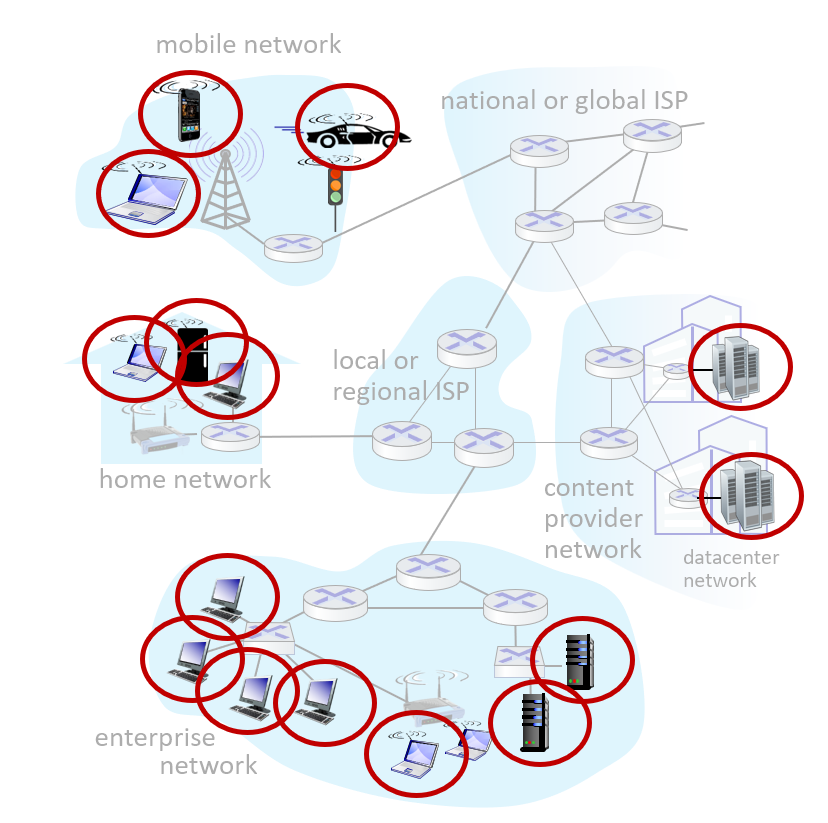 mobile network
national or global ISP
local or
regional ISP
home network
content
provider
network
datacenter
network
enterprise
network